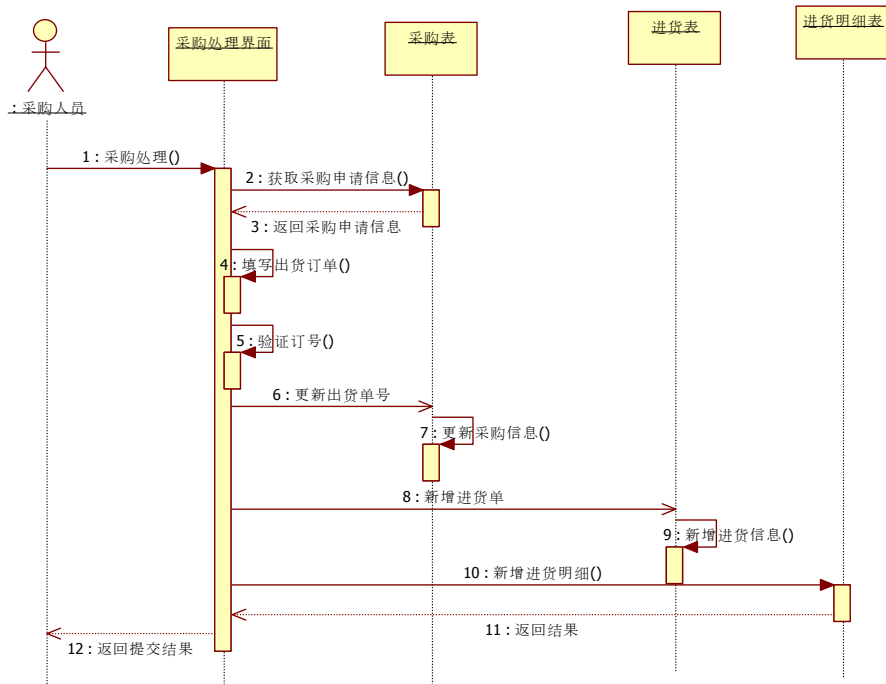 采购处理界面
采购表
进货表
进货明细表
: 采购人员
1 : 采购处理()
2 : 获取采购申请信息()
3 : 返回采购申请信息
4 : 填写出货订单()
5 : 验证订号()
6 : 更新出货单号
7 : 更新采购信息()
8 : 新增进货单
9 : 新增进货信息()
10 : 新增进货明细()
11 : 返回结果
12 : 返回提交结果